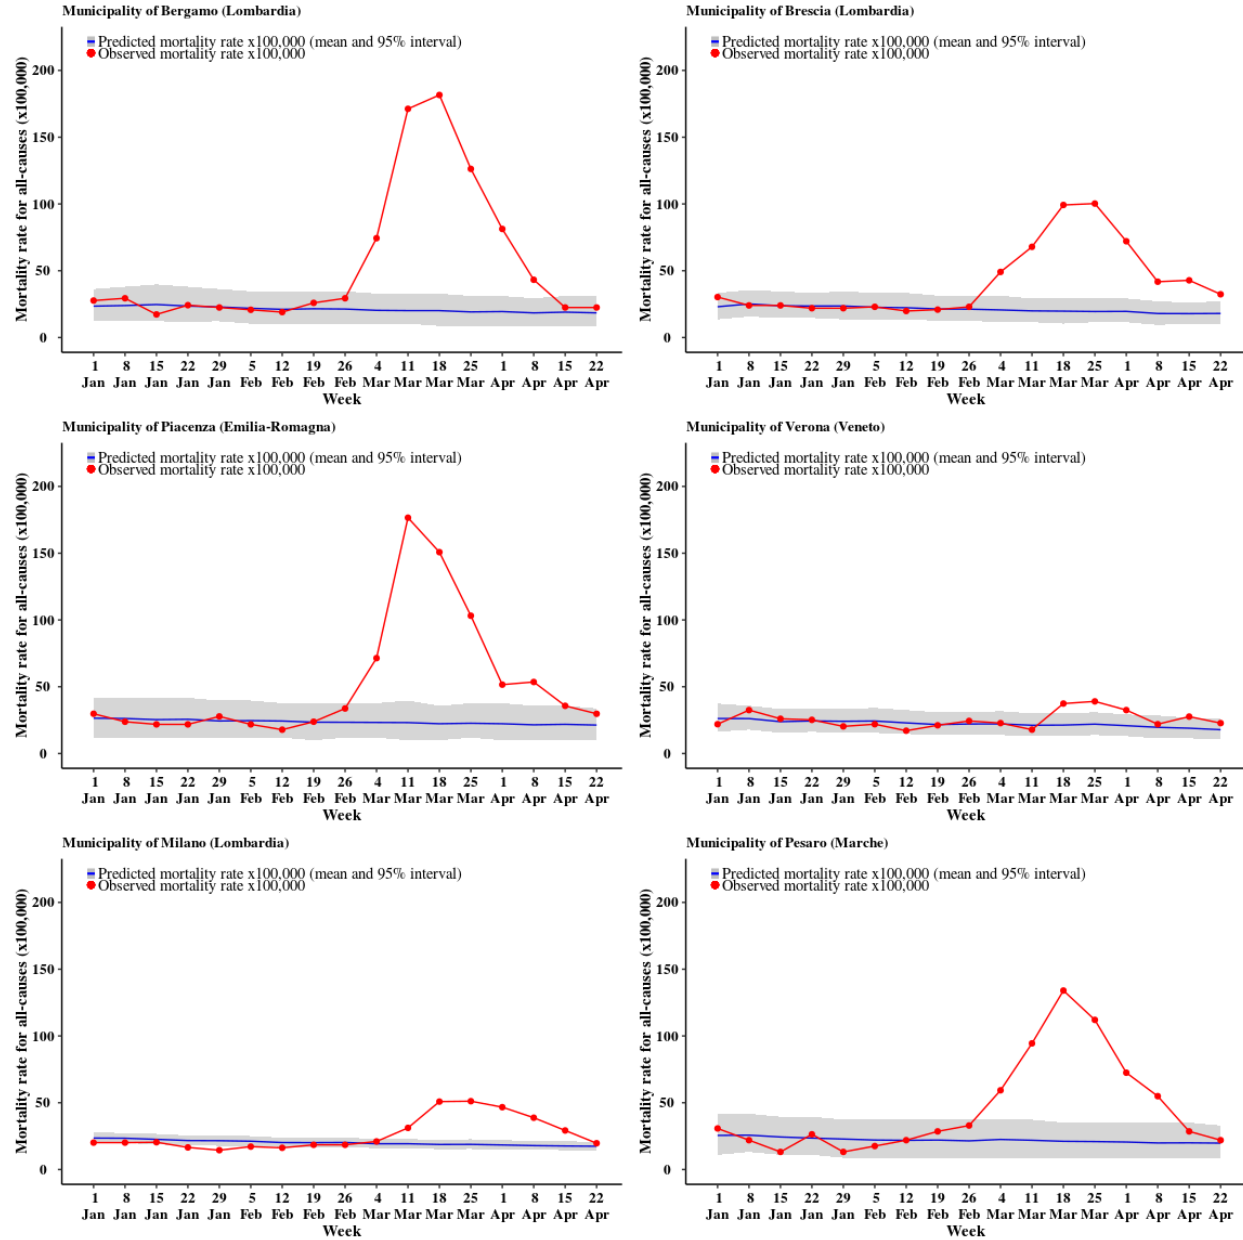 Municipality of Bergamo (Lombardia)
Predicted mortality rate x100,000 (mean and 95% interval)
Observed mortality rate x100,000
Mortality rate for all-causes (x100,000)
200
150
100
50
0
1 8 15 22 29 5 12 19 26 4 11 18 25 1 8 15 22
Jan Jan Jan Jan Jan Feb Feb Feb Feb Mar Mar Mar Mar Apr Apr Apr Apr
Week
Municipality of Brescia (Lombardia)
Predicted mortality rate x100,000 (mean and 95% interval)
Observed mortality rate x100,000
Mortality rate for all-causes (x100,000)
200
150
100
50
0
1 8 15 22 29 5 12 19 26 4 11 18 25 1 8 15 22
Jan Jan Jan Jan Jan Feb Feb Feb Feb Mar Mar Mar Mar Apr Apr Apr Apr
Week
Municipality of Piacenza (Emilia-Romagna)
Predicted mortality rate x100,000 (mean and 95% interval)
Observed mortality rate x100,000
Mortality rate for all-causes (x100,000)
200
150
100
50
0
1 8 15 22 29 5 12 19 26 4 11 18 25 1 8 15 22
Jan Jan Jan Jan Jan Feb Feb Feb Feb Mar Mar Mar Mar Apr Apr Apr Apr
Week
Municipality of Verona (Veneto)
Predicted mortality rate x100,000 (mean and 95% interval)
Observed mortality rate x100,000
Mortality rate for all-causes (x100,000)
200
150
100
50
0
1 8 15 22 29 5 12 19 26 4 11 18 25 1 8 15 22
Jan Jan Jan Jan Jan Feb Feb Feb Feb Mar Mar Mar Mar Apr Apr Apr Apr
Week
Municipality of Milano (Lombardia)
Predicted mortality rate x100,000 (mean and 95% interval)
Observed mortality rate x100,000
Mortality rate for all-causes (x100,000)
200
150
100
50
0
1 8 15 22 29 5 12 19 26 4 11 18 25 1 8 15 22
Jan Jan Jan Jan Jan Feb Feb Feb Feb Mar Mar Mar Mar Apr Apr Apr Apr
Week
Municipality of Pesaro (Marche)
Predicted mortality rate x100,000 (mean and 95% interval)
Observed mortality rate x100,000
Mortality rate for all-causes (x100,000)
200
150
100
50
0
1 8 15 22 29 5 12 19 26 4 11 18 25 1 8 15 22
Jan Jan Jan Jan Jan Feb Feb Feb Feb Mar Mar Mar Mar Apr Apr Apr Apr
Week